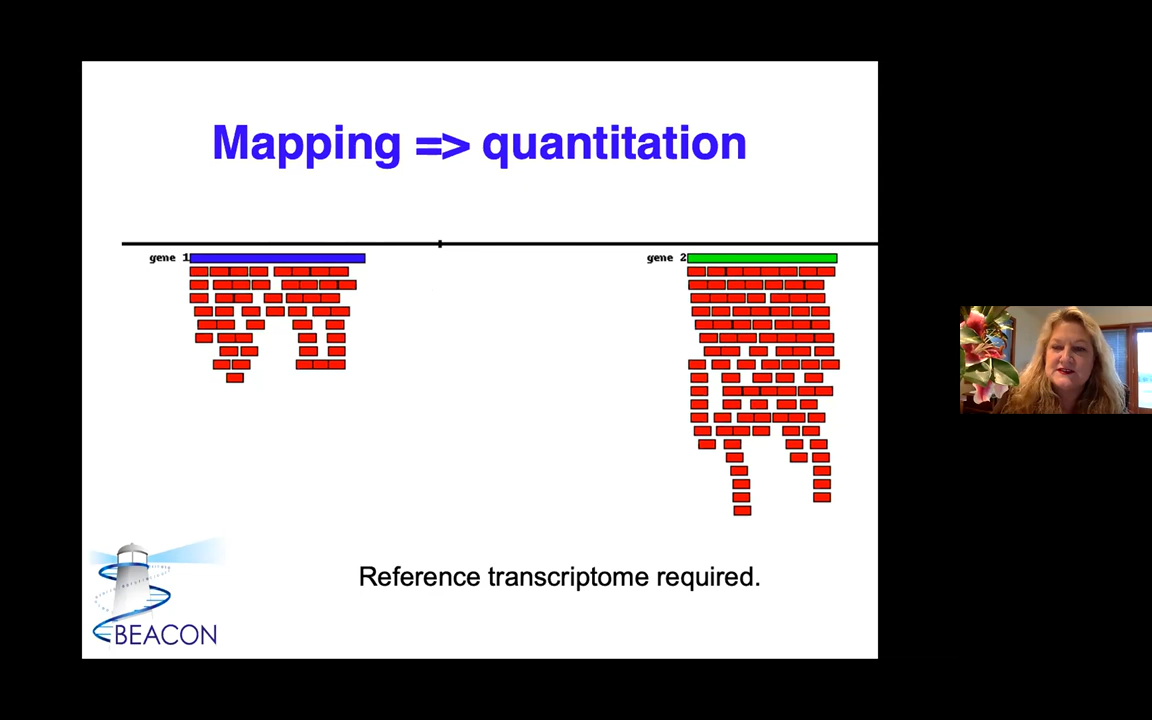 Mapping => quantitation
gene 1
gene 2
Reference transcriptome required.
BEACON